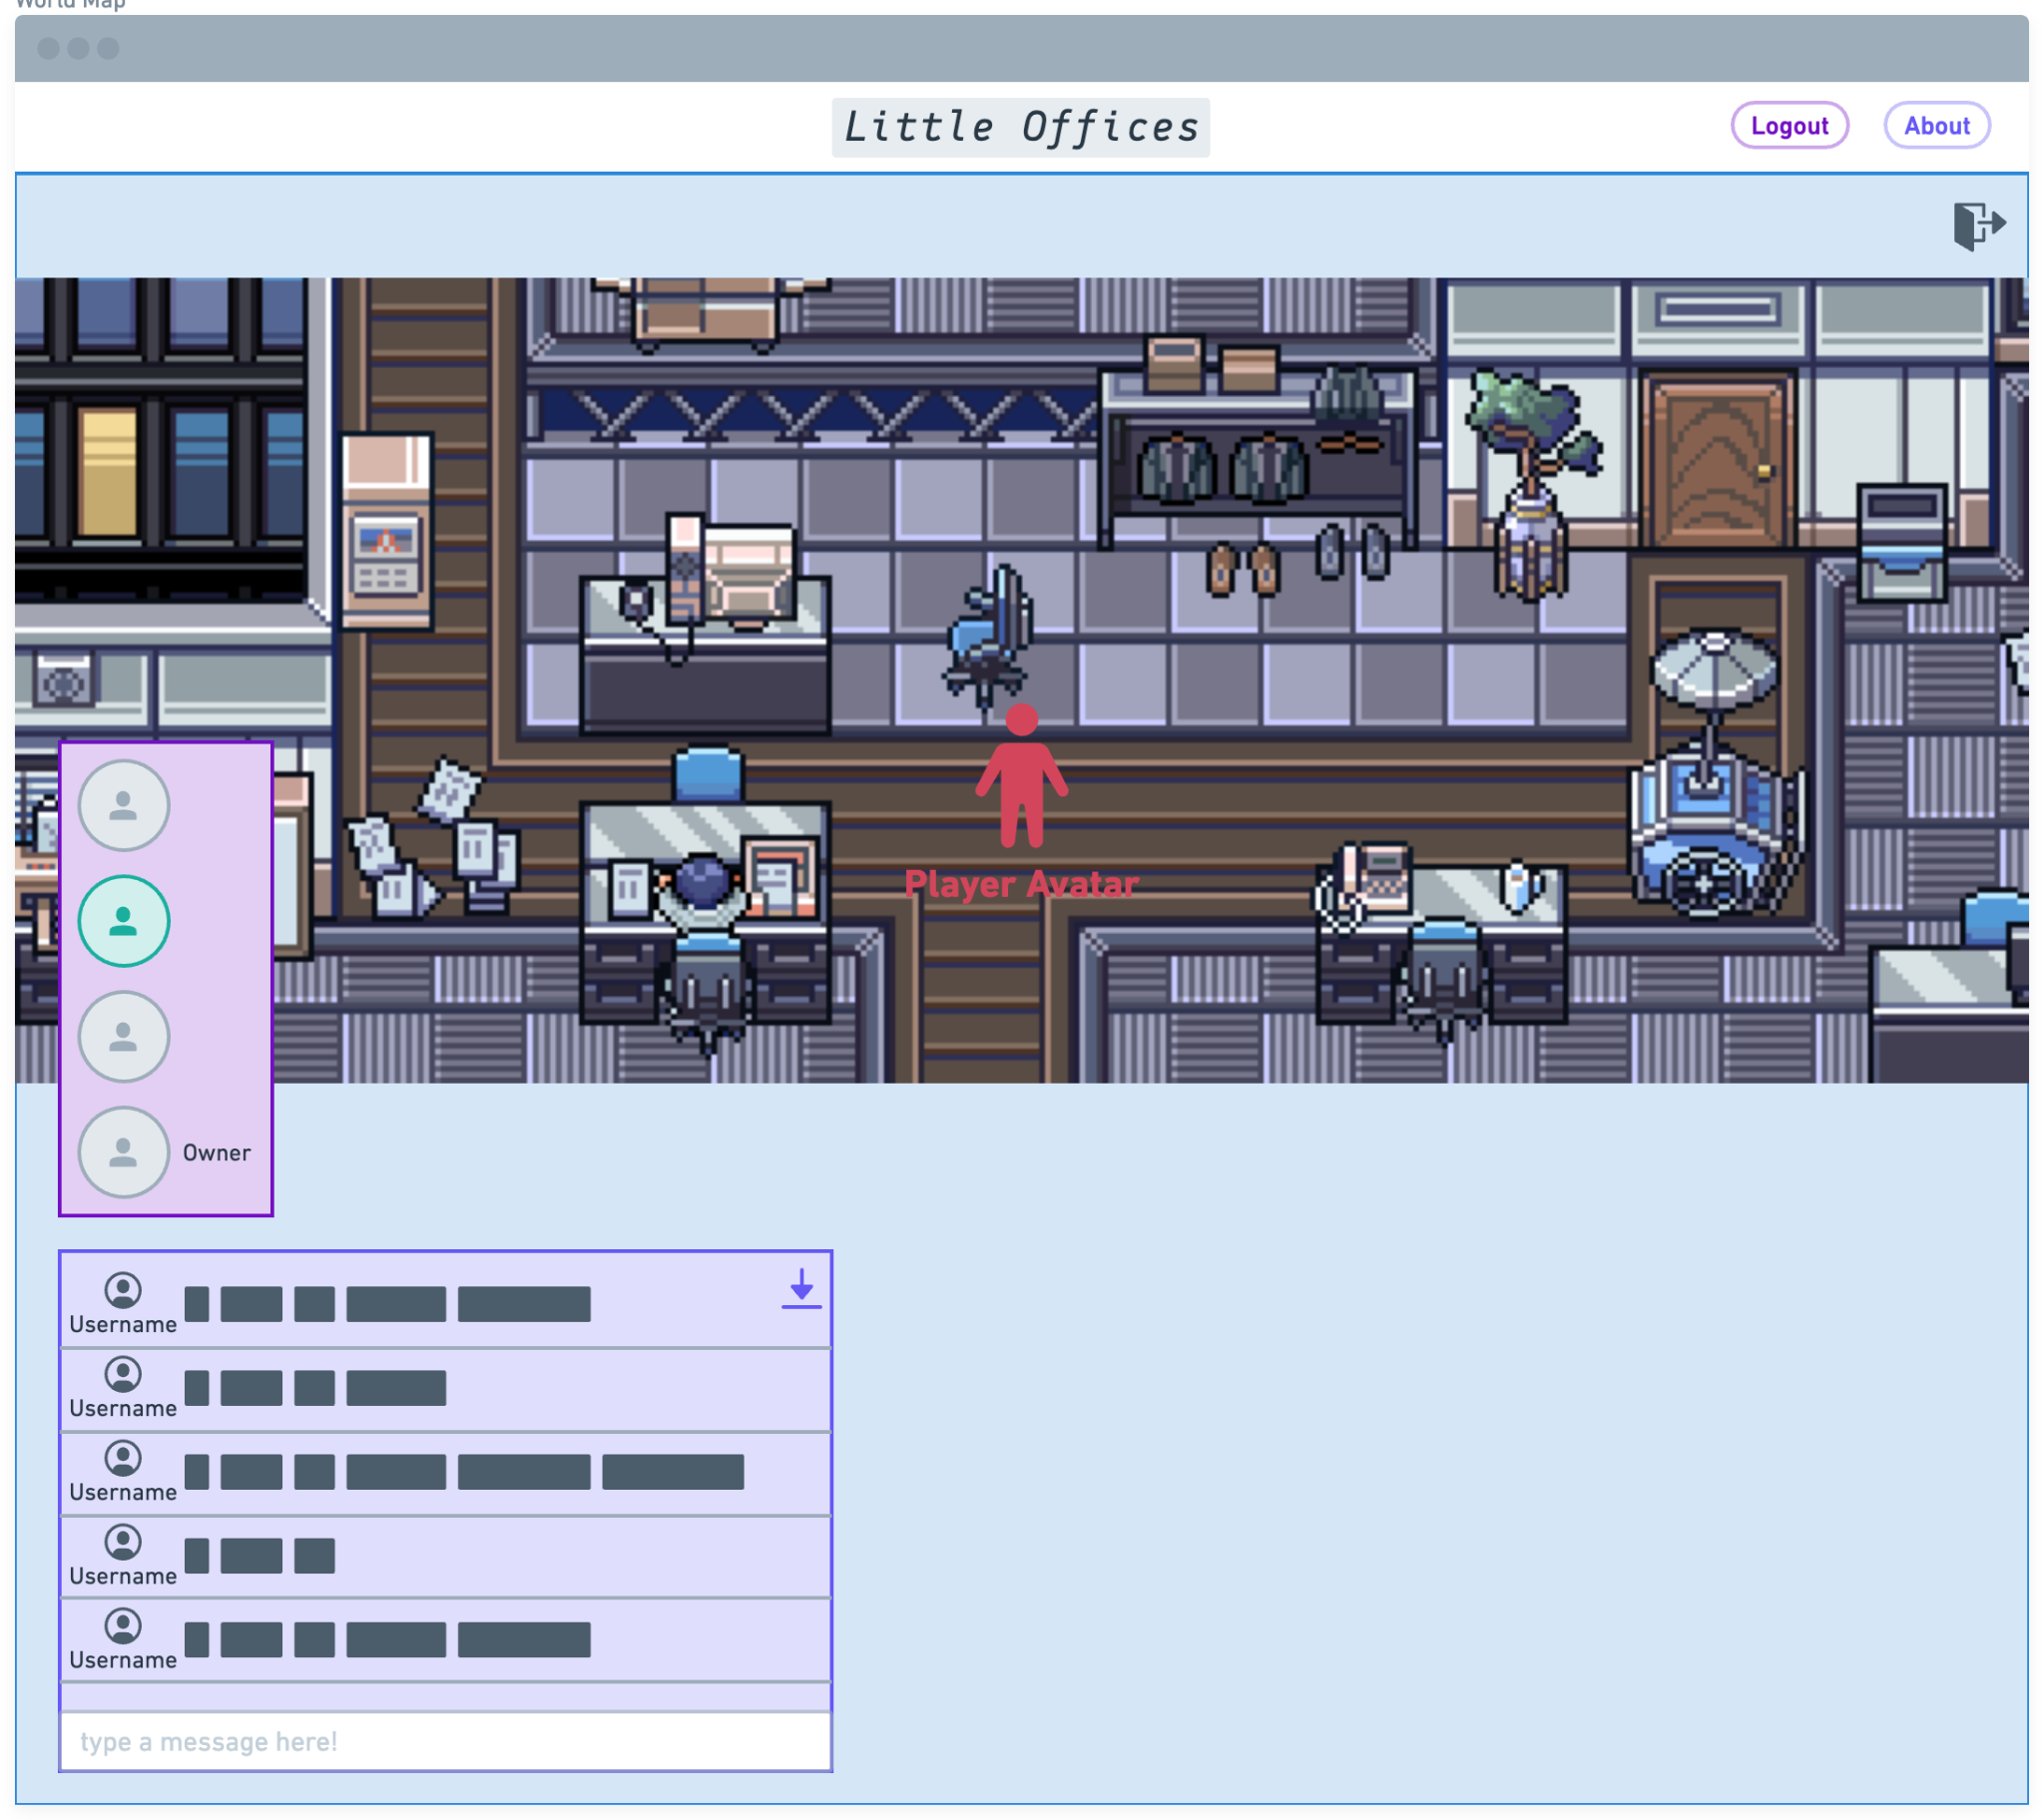 World Map
Little Offices
Logout
About
Player Avatar
Owner
Username
Username
Username
Username
Username
type a message here!